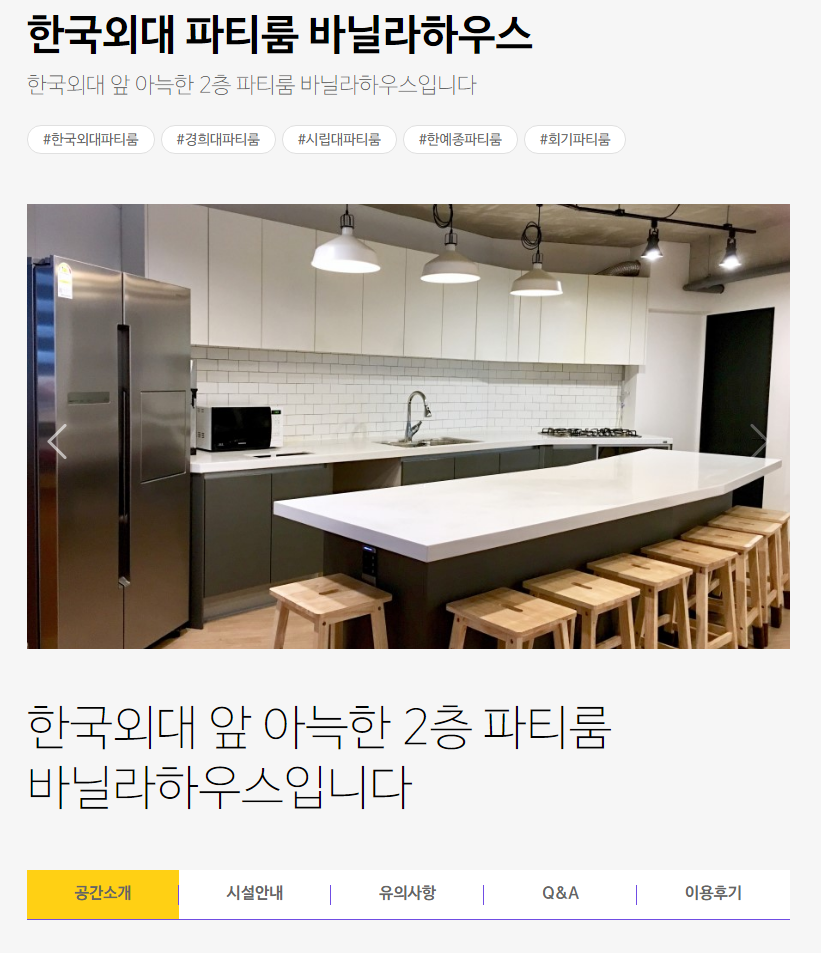 한국외대 파티룸 바닐라하우스
한국외대 앞 아늑한 2층 파티룸 바닐라하우스입니다
#한국외대파티룸 #경희대파티룸 #시립대파티룸 #한예종파티룸 #회기파티룸
한국외대 앞 아늑한 2층 파티룸
바닐라하우스입니다
공간소개 시설안내 유의사항 Q&A 이용후기